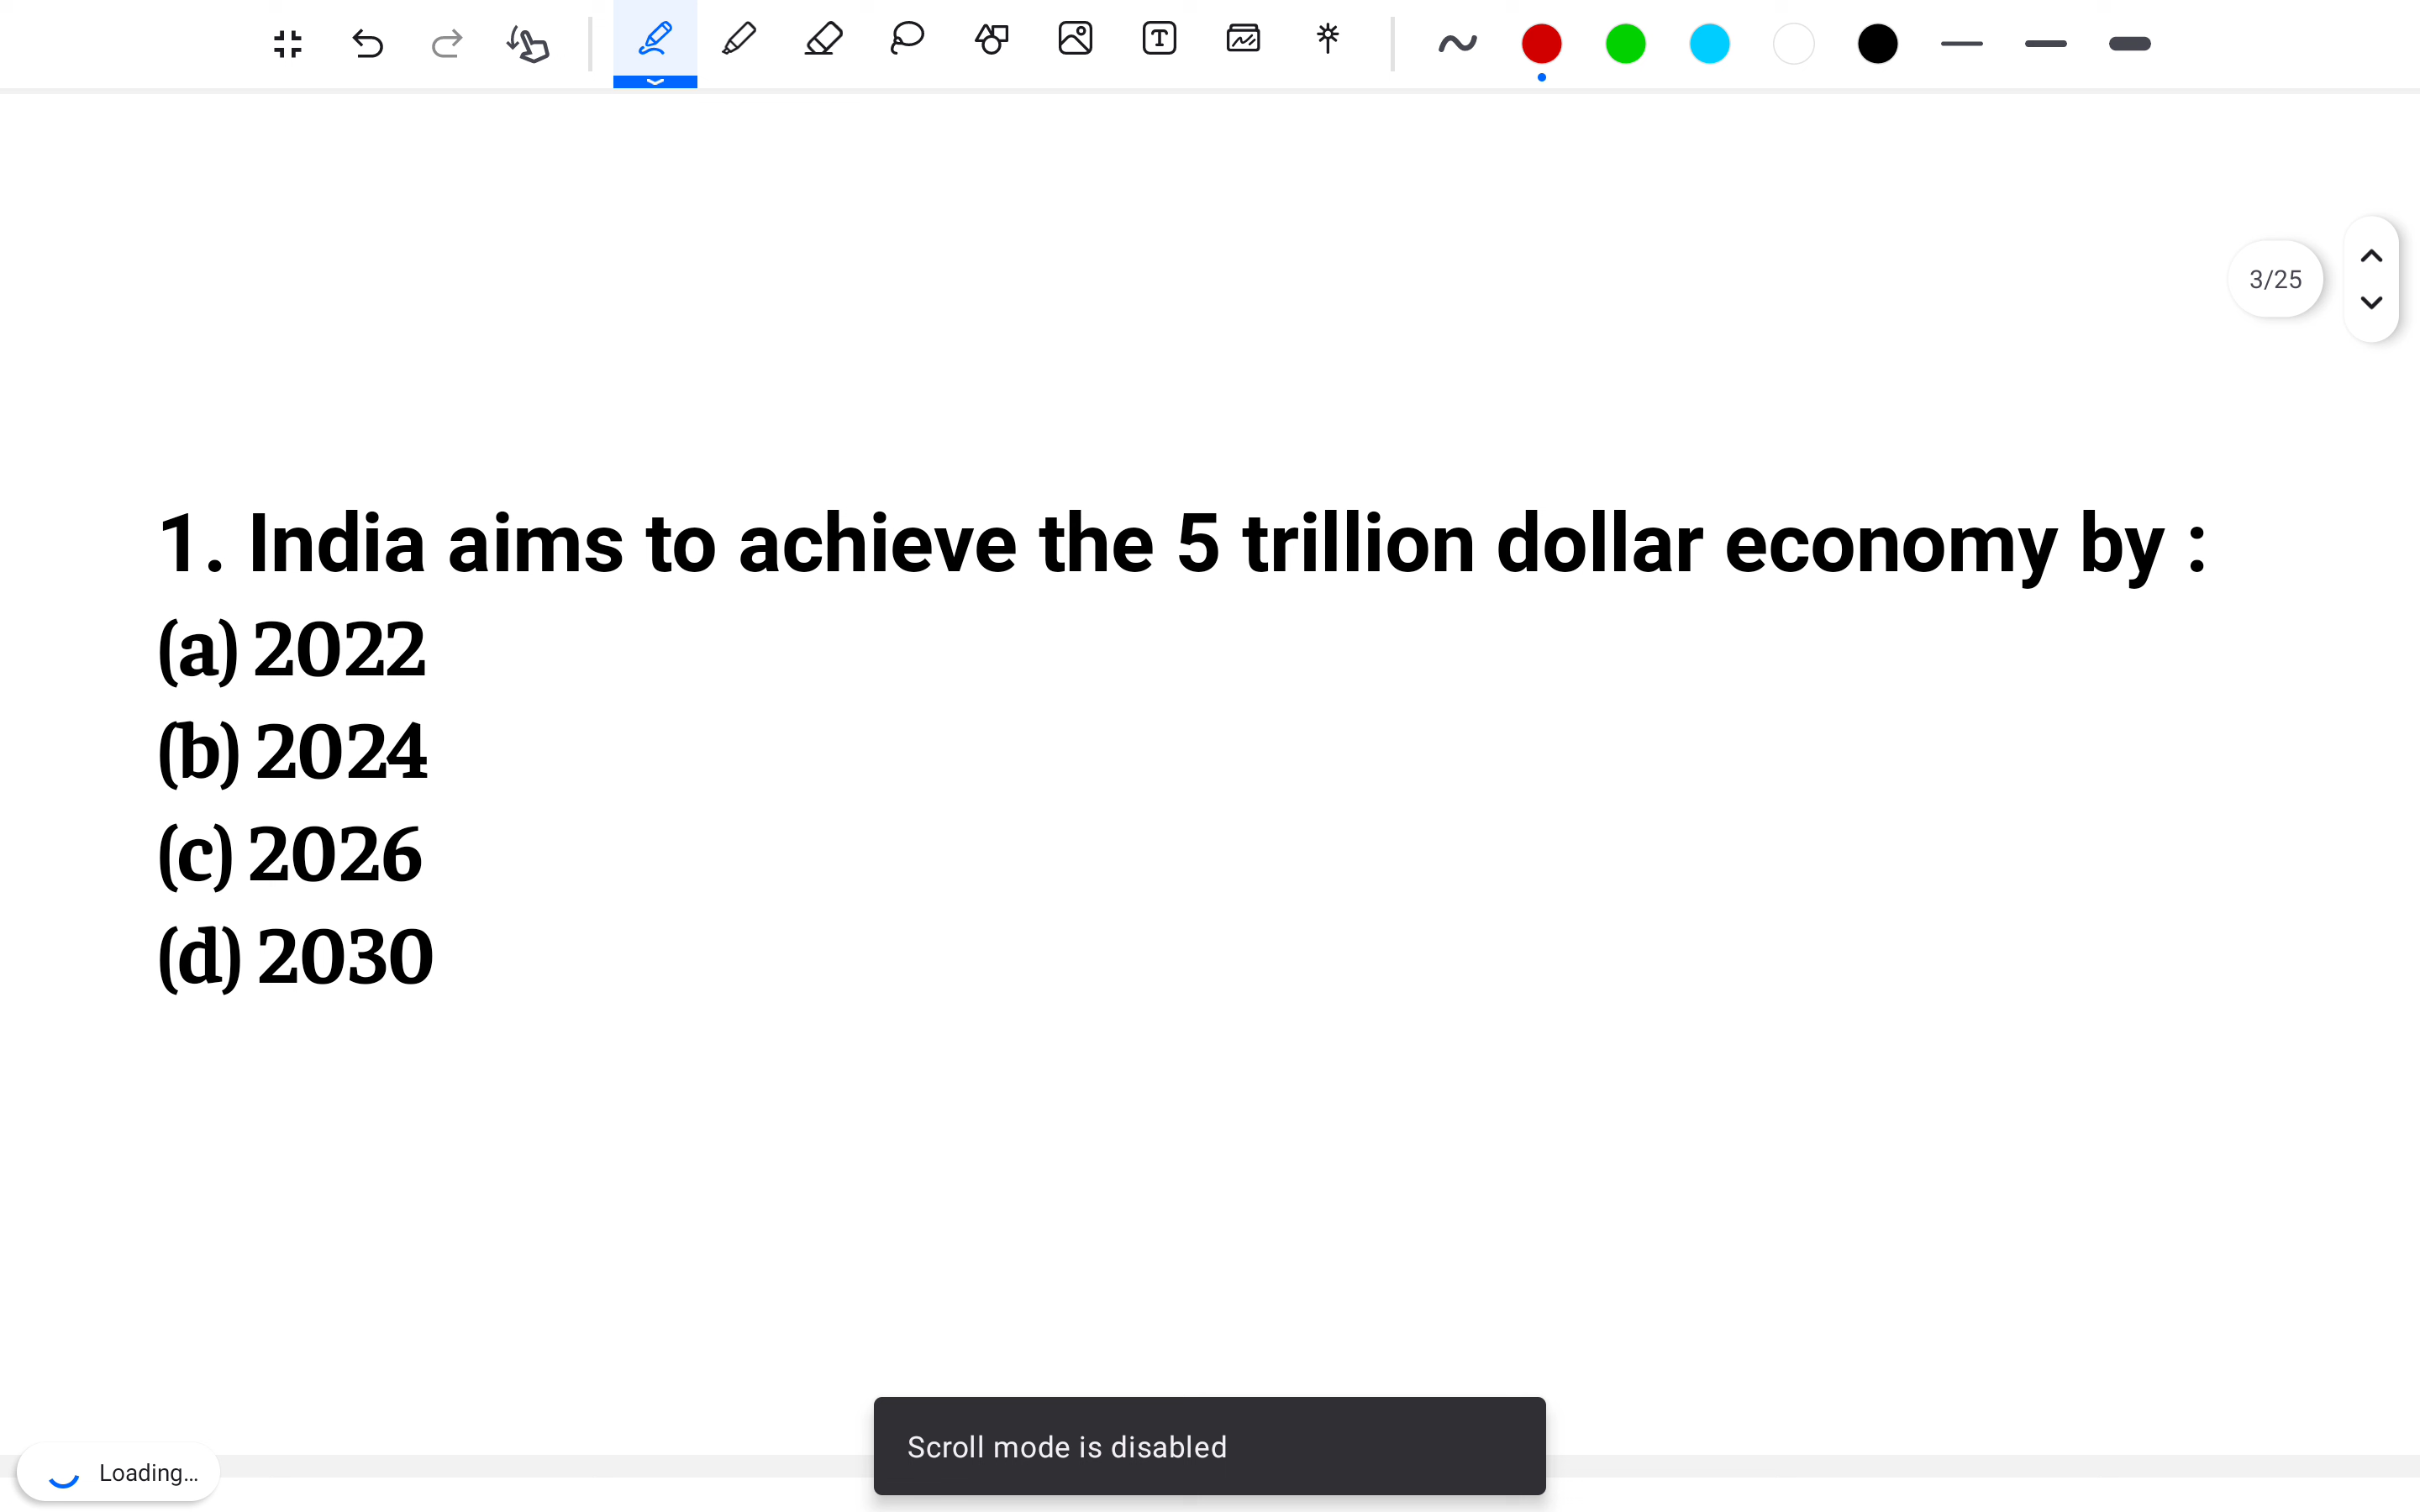 3/25
1. India aims to achieve the 5 trillion dollar economy by :
(a) 2022
(b) 2024
(c) 2026
(d) 2030
Scroll mode is disabled
Loading...